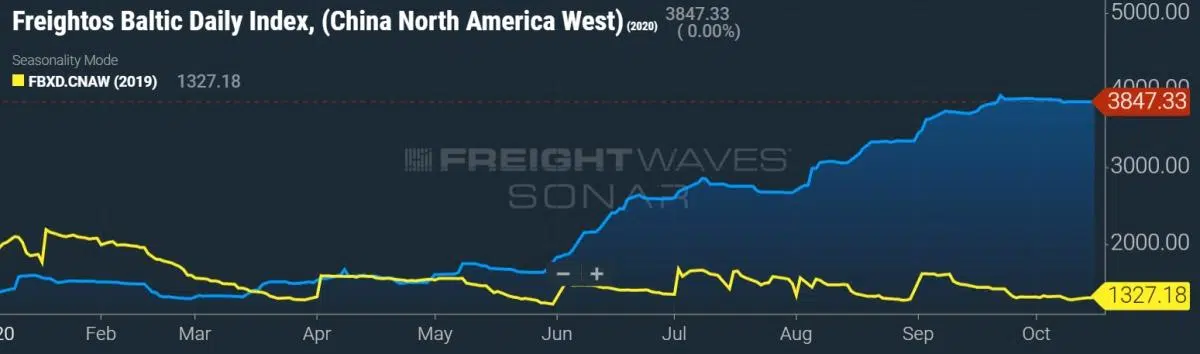 Freightos Baltic Daily Index, (China North America West) (2020) 3847.33
( 0.00%)
Seasonality Mode
FBXD.CNAW (2019) 1327.18
5000.00
4000.00
3847.33
FREIGHTWAVES
SONAR
3000.00
2000.00
− +
1327.18
20 Feb Mar Apr May Jun Jul Aug Sep Oct